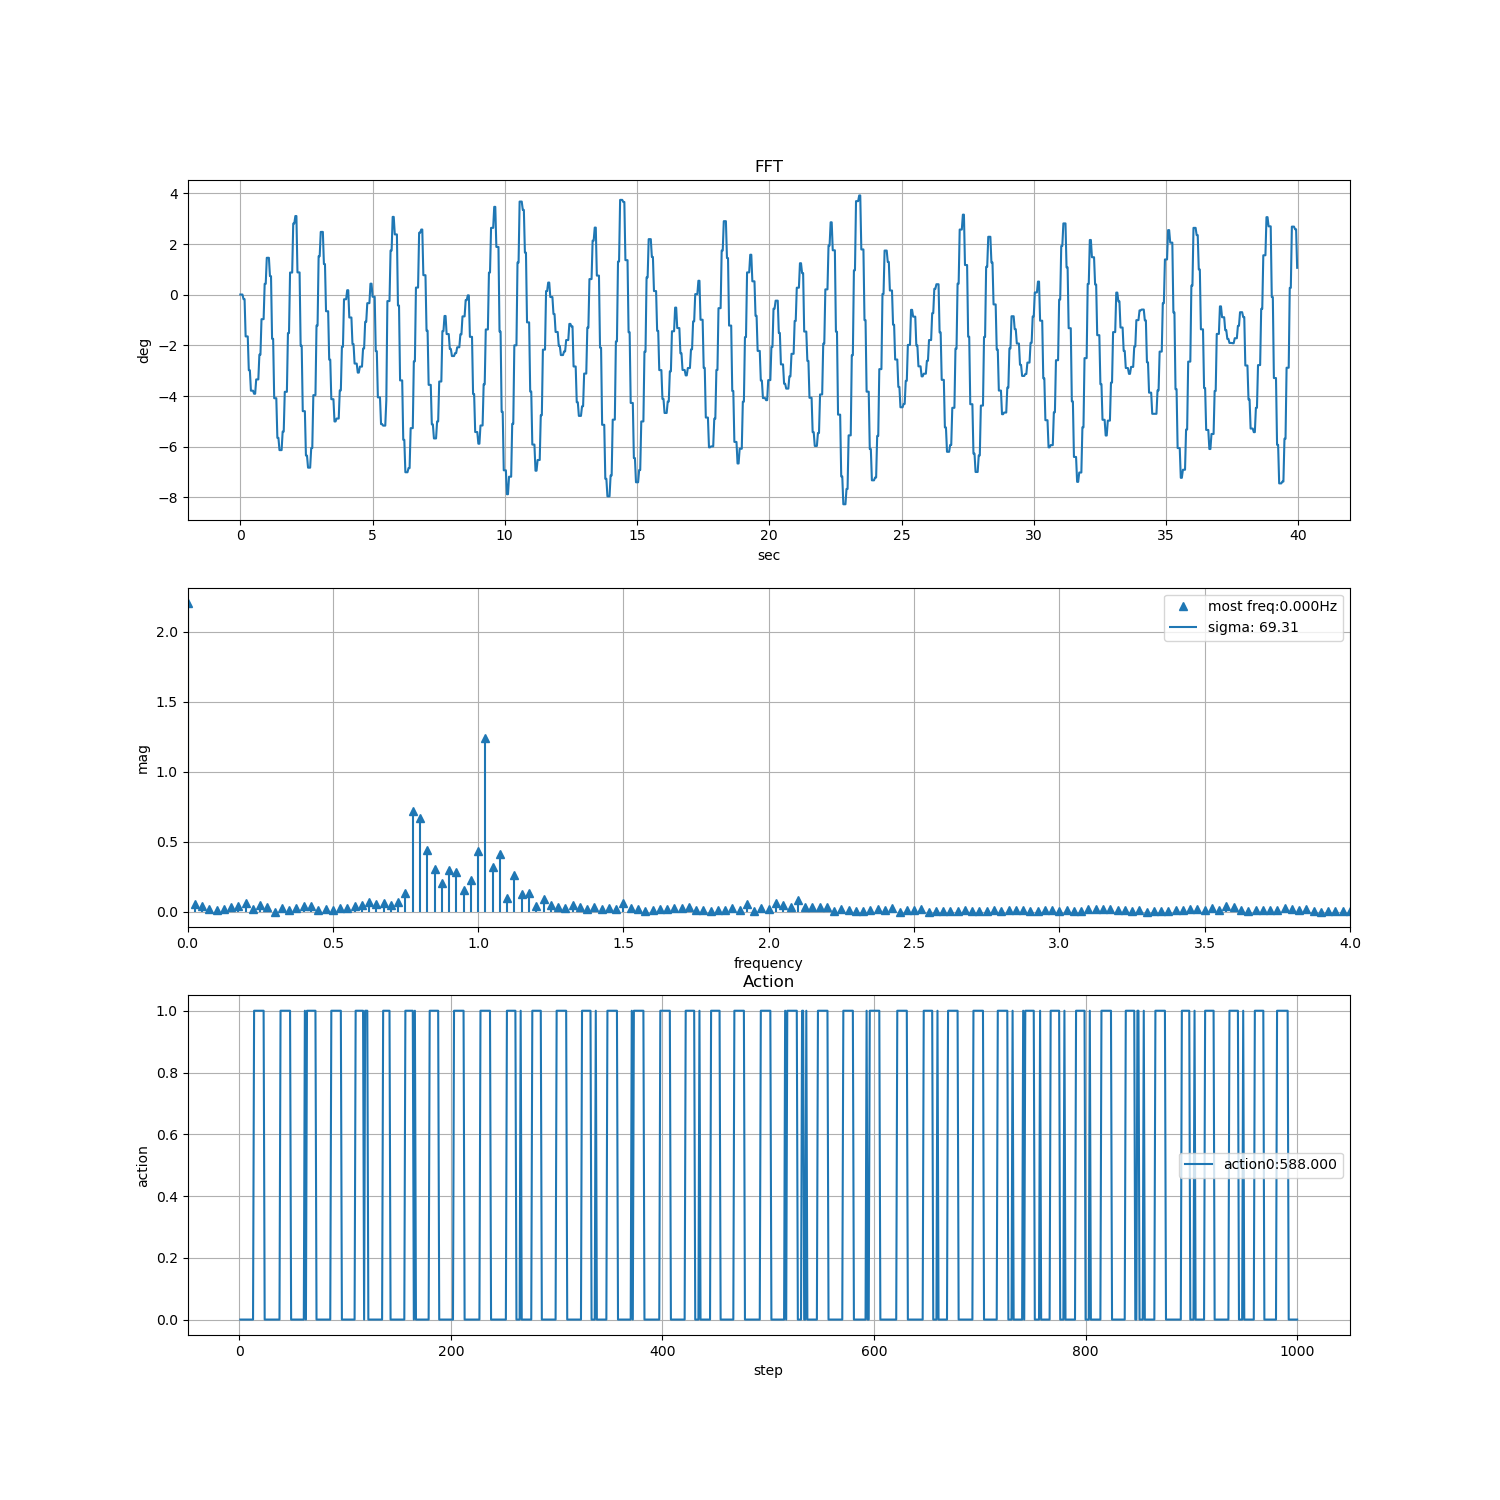 FFT
4
2
0
−2
−4
−6
−8
deg
0 5 10 15 20 25 30 35 40
sec
most freq:0.000Hz
sigma: 69.31
2.0
1.5
1.0
0.5
0.0
mag
0.0 0.5 1.0 1.5 2.0 2.5 3.0 3.5 4.0
frequency
Action
1.0
0.8
0.6
0.4
0.2
0.0
action
action0:588.000
0 200 400 600 800 1000
step